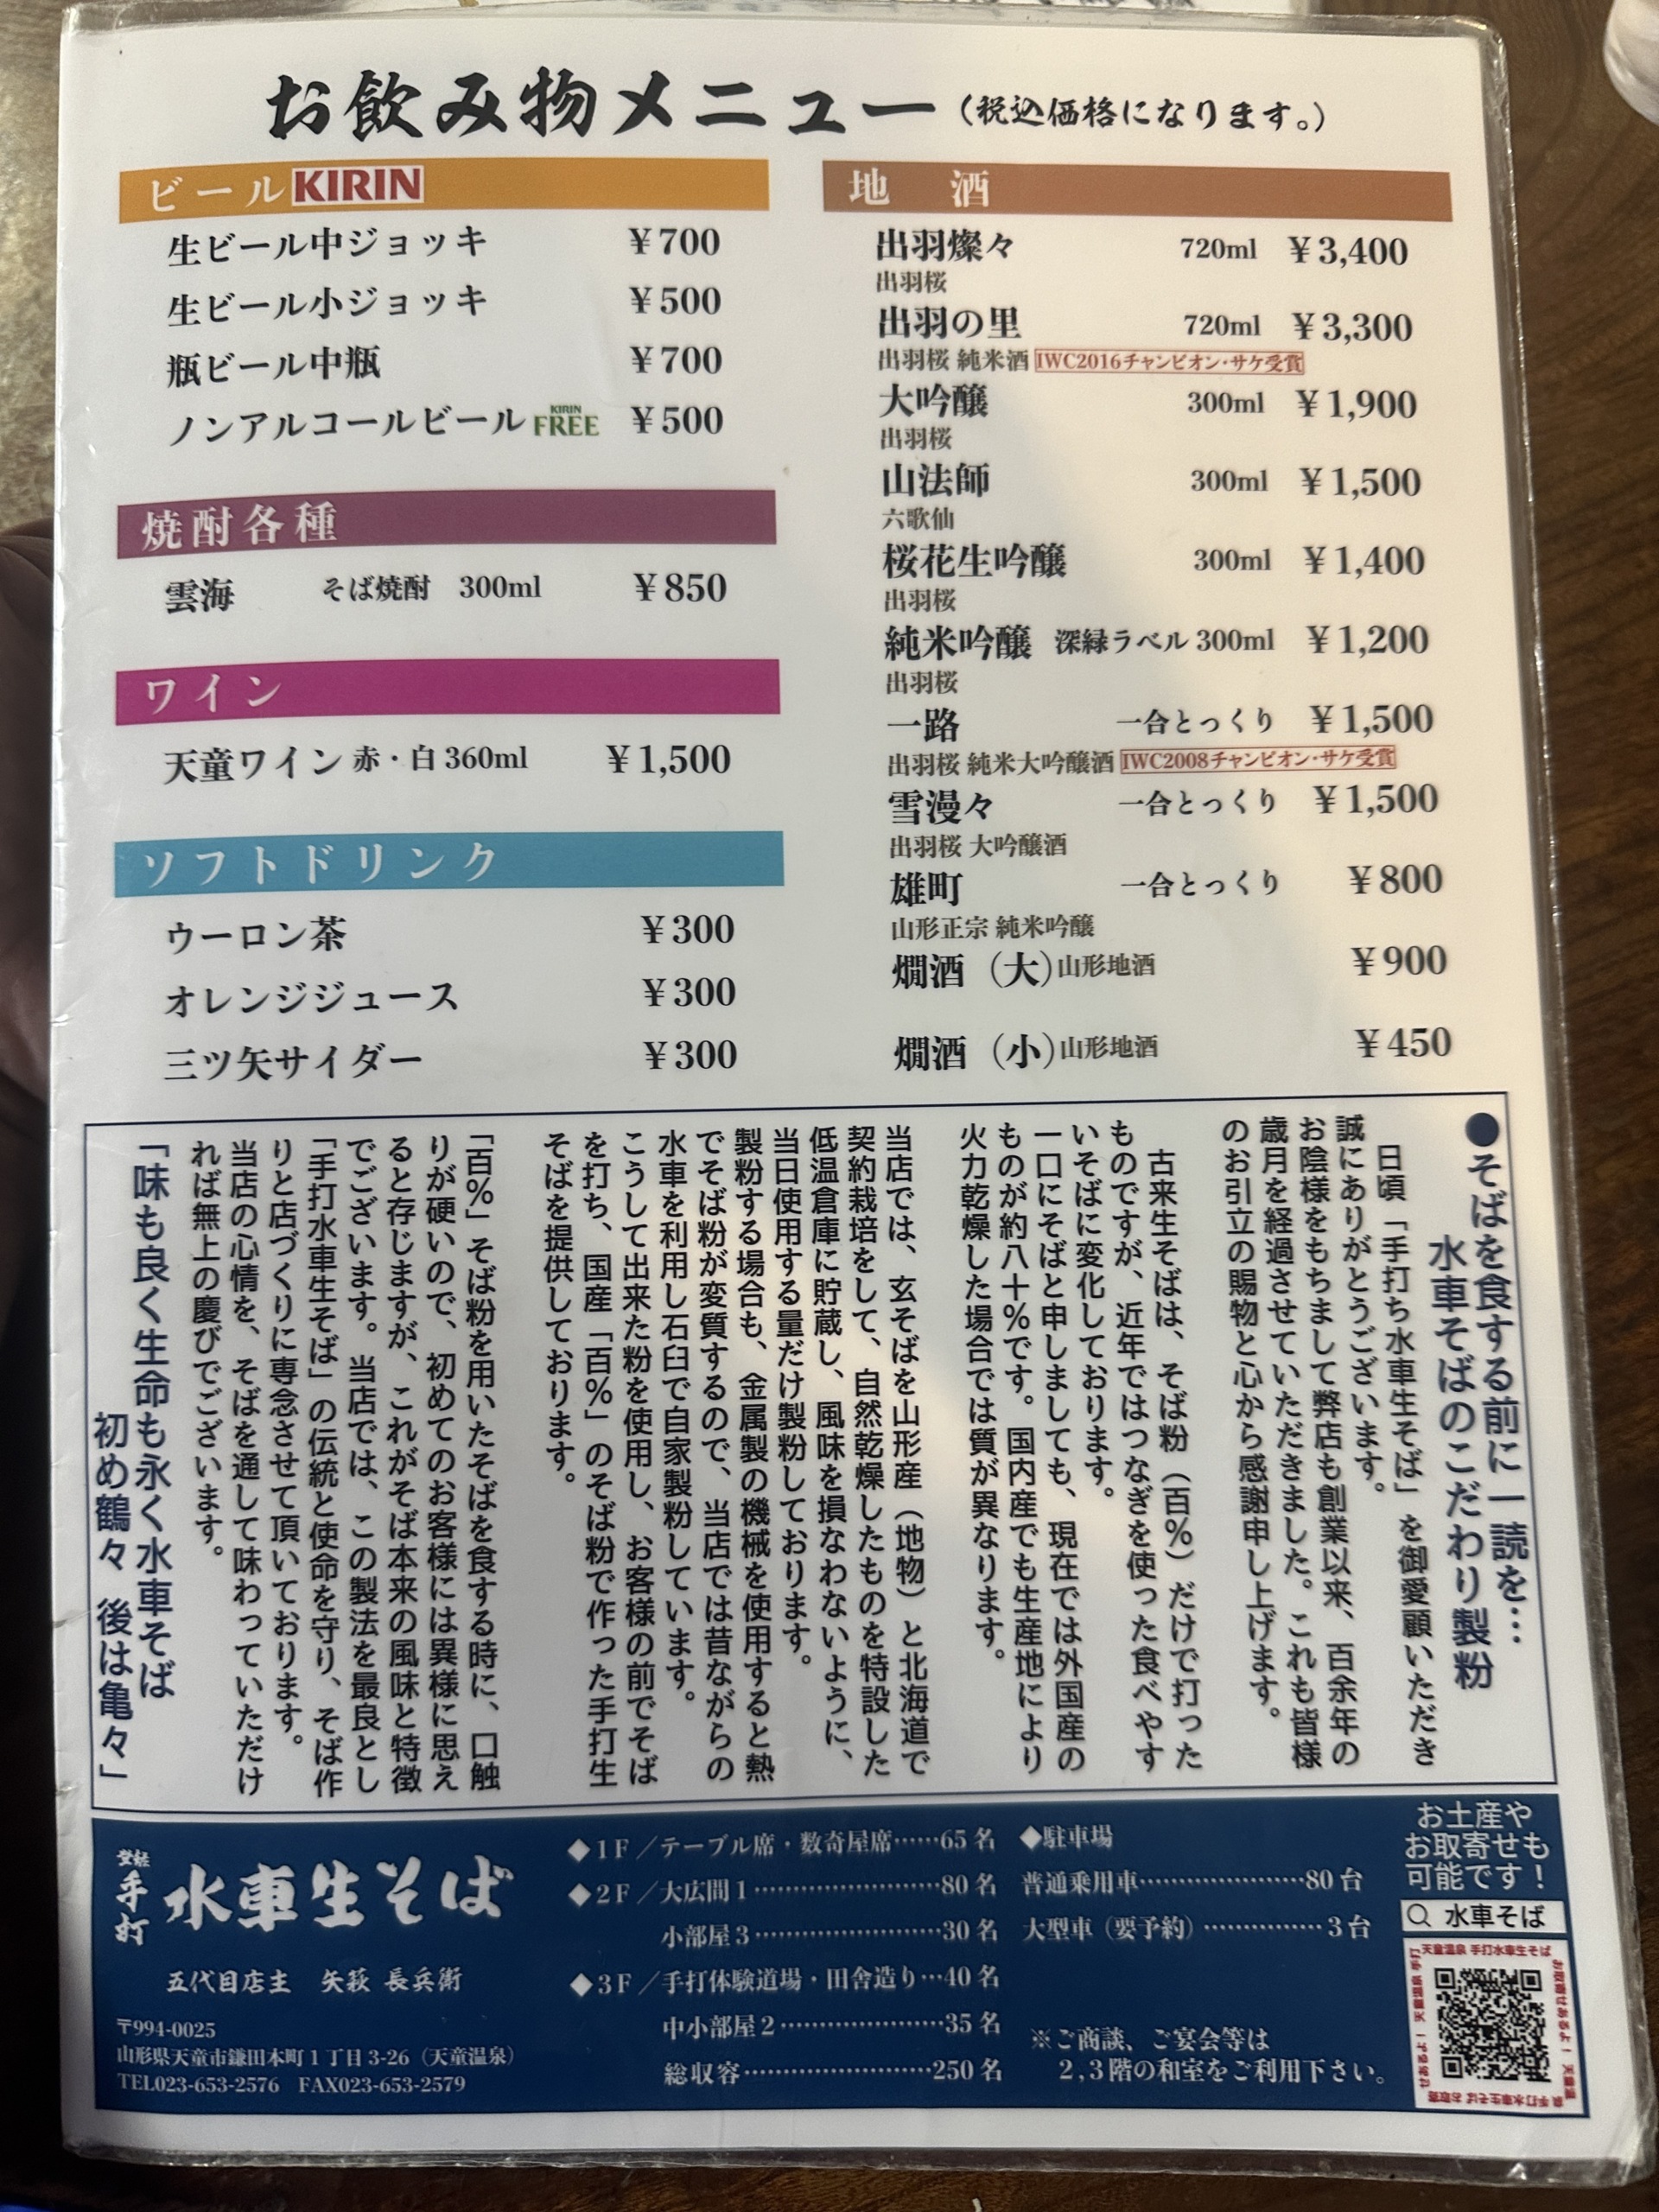 お飲み物メニュー(税込価格になります。)
ビールKIRIN
生ビール中ジョッキ ¥700
生ビール小ジョッキ ¥500
瓶ビール中瓶 ¥700
ノンアルコールビール KIRIN FREE ¥500
焼酎各種
雲海 そば焼酎 300ml ¥850
ワイン
天童ワイン 赤・白 360ml ¥1,500
ソフトドリンク
ウーロン茶 ¥300
オレンジジュース ¥300
三ツ矢サイダー ¥300
地酒
出羽燦々 720ml ¥3,400
出羽桜
出羽の里 720ml ¥3,300
出羽桜 純米酒 IWC2016チャンピオン・サケ受賞
大吟醸 300ml ¥1,900
出羽桜
山法師 300ml ¥1,500
六歌仙
桜花生吟醸 300ml ¥1,400
出羽桜
純米吟醸 深緑ラベル 300ml ¥1,200
出羽桜
一路 一合とっくり ¥1,500
出羽桜 純米大吟醸酒 IWC2008チャンピオン・サケ受賞
雪漫々 一合とっくり ¥1,500
出羽桜 大吟醸酒
雄町 一合とっくり ¥800
山形正宗 純米吟醸
燗酒(大)山形地酒 ¥900
燗酒(小)山形地酒 ¥450
●そばを食する前に一読を…
水車そばのこだわり製粉
日頃「手打ち水車生そば」を御愛顧いただき
誠にありがとうございます。
お陰様をもちまして弊店も創業以来、百余年の
歳月を経過させていただきました。これも皆様
のお引立の賜物と心から感謝申し上げます。
古来生そばは、そば粉(百%)だけで打った
ものですが、近年ではつなぎを使った食べやす
いそばに変化しております。
一口にそばと申しましても、現在では外国産の
ものが約八十%です。国内産でも生産地により
火力乾燥した場合では質が異なります。
当店では、玄そばを山形産(地物)と北海道で
契約栽培をして、自然乾燥したものを特設した
低温倉庫に貯蔵し、風味を損なわないように、
当日使用する量だけ製粉しております。
製粉する場合も、金属製の機械を使用すると熱
でそば粉が変質するので、当店では昔ながらの
水車を利用し石臼で自家製粉しています。
こうして出来た粉を使用し、お客様の前でそば
を打ち、国産「百%」のそば粉で作った手打生
そばを提供しております。
「百%」そば粉を用いたそばを食する時に、口触
りが硬いので、初めてのお客様には異様に思え
ると存じますが、これがそば本来の風味と特徴
でございます。当店では、この製法を最良とし
「手打水車生そば」の伝統と使命を守り、そば作
りと店づくりに専念させて頂いております。
当店の心情を、そばを通して味わっていただけ
れば無上の慶びでございます。
「味も良く生命も永く水車そば
初め鶴々 後は亀々」
登録
手打
水車生そば
五代目店主 矢萩 長兵衛
〒994-0025
山形県天童市鎌田本町1丁目3-26(天童温泉)
TEL023-653-2576 FAX023-653-2579
◆1F/テーブル席・数奇屋席……65名
◆2F/大広間1……………………80名
小部屋3……………………30名
◆3F/手打体験道場・田舎造り…40名
中小部屋2…………………35名
総収容……………………250名
◆駐車場
普通乗用車…………………80台
大型車(要予約)……………3台
※ご商談、ご宴会等は
2,3階の和室をご利用下さい。
お土産や
お取寄せも
可能です!
水車そば
天童温泉 手打水車生そば